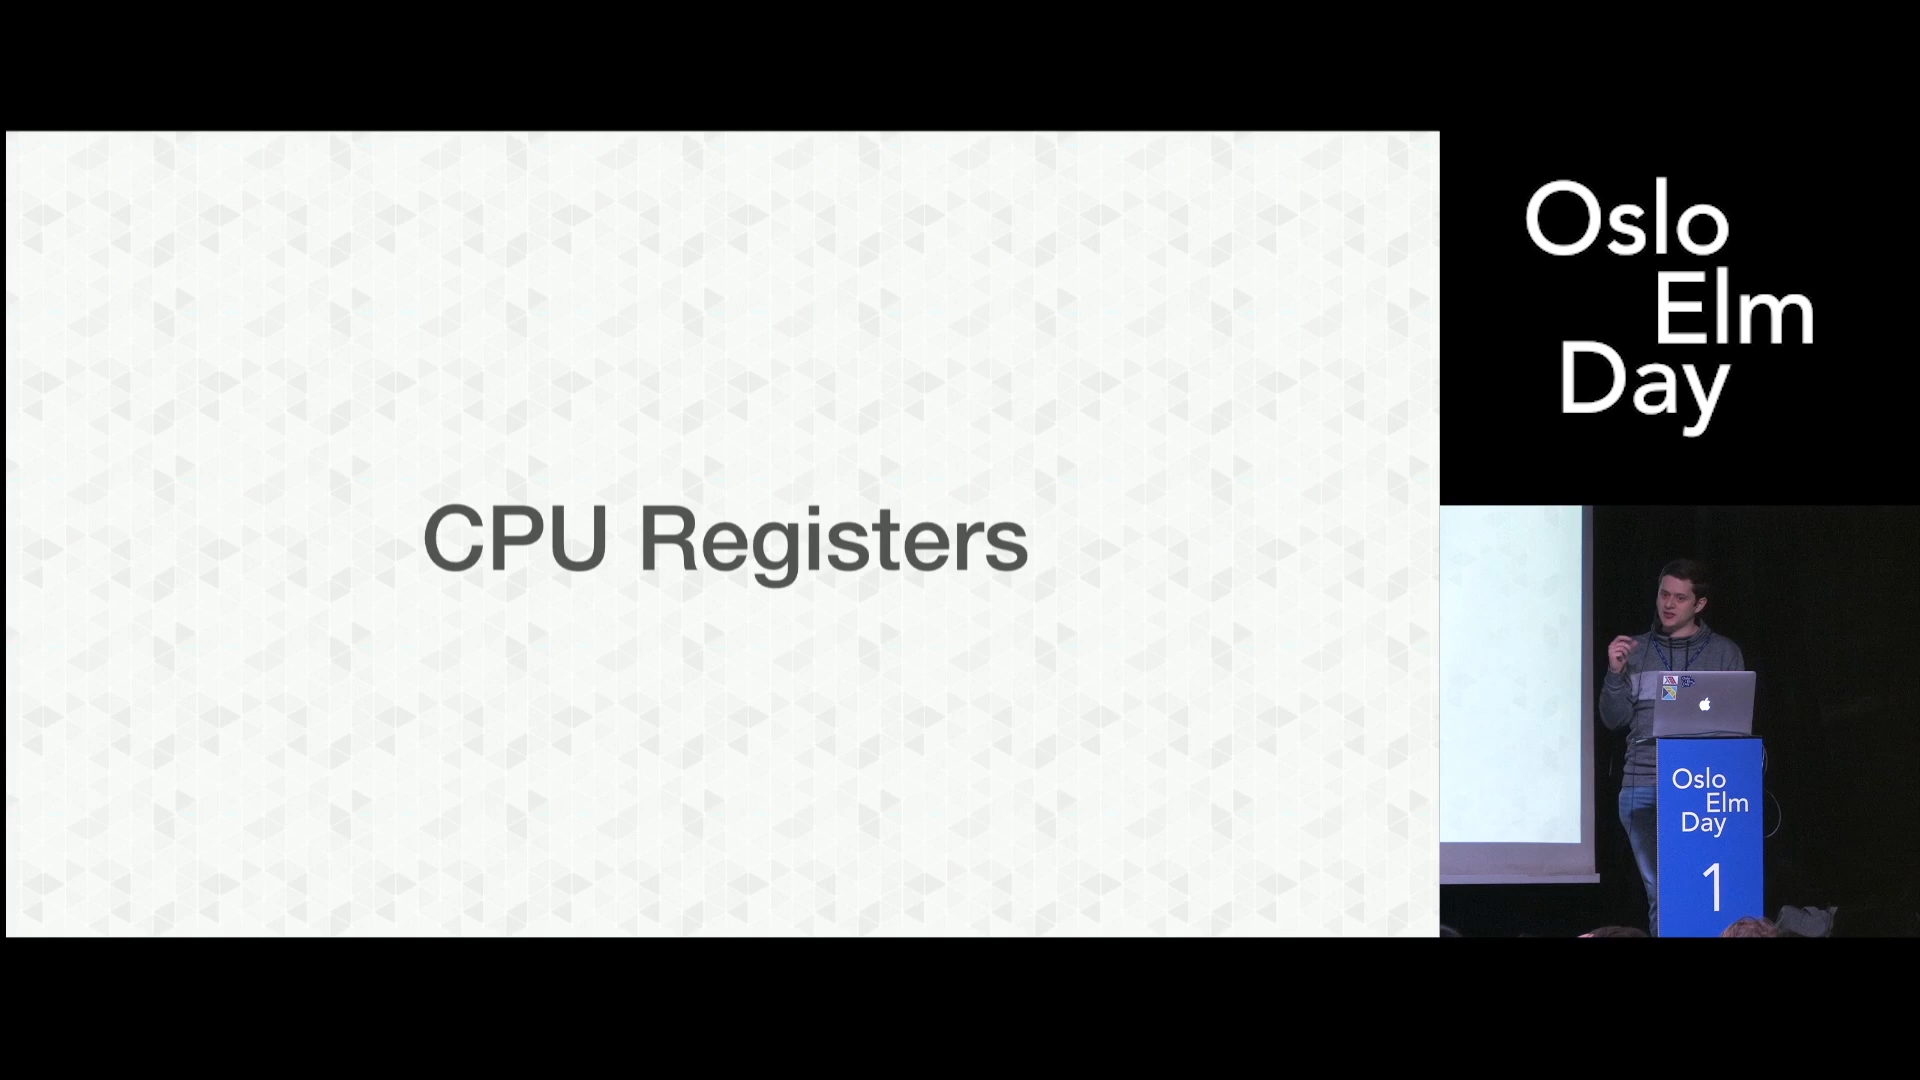 CPU Registers
Oslo
Elm
Day
Oslo
Elm
Day
1